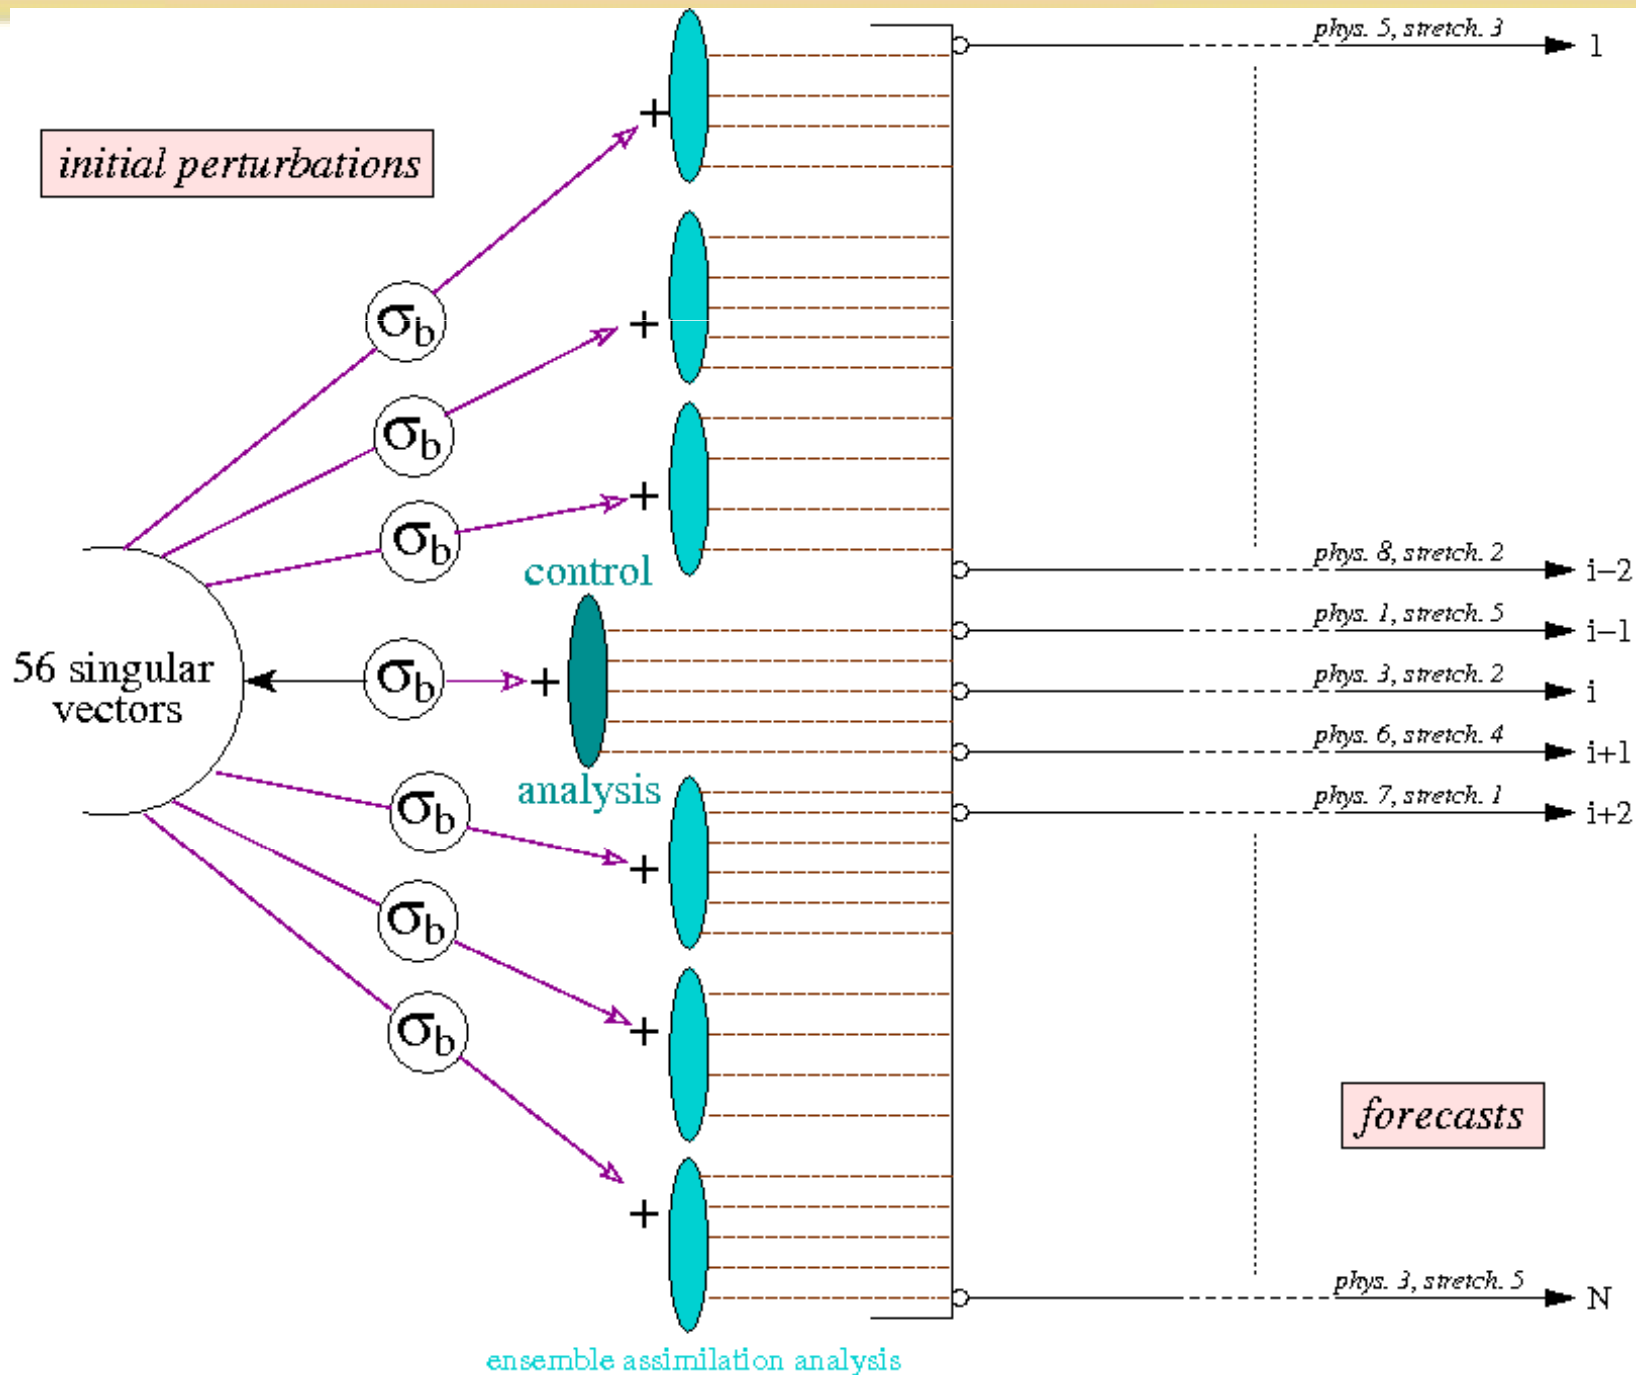 phys. 5, stretch. 3
1
+
initial perturbations
σb
+
σb
+
σb
+
control
phys. 8, stretch. 2
i−2
phys. 1, stretch. 5
i−1
56 singular
vectors
σb
+
phys. 3, stretch. 2
i
phys. 6, stretch. 4
i+1
analysis
phys. 7, stretch. 1
i+2
σb
+
σb
+
σb
+
forecasts
phys. 3, stretch. 5
N
ensemble assimilation analysis